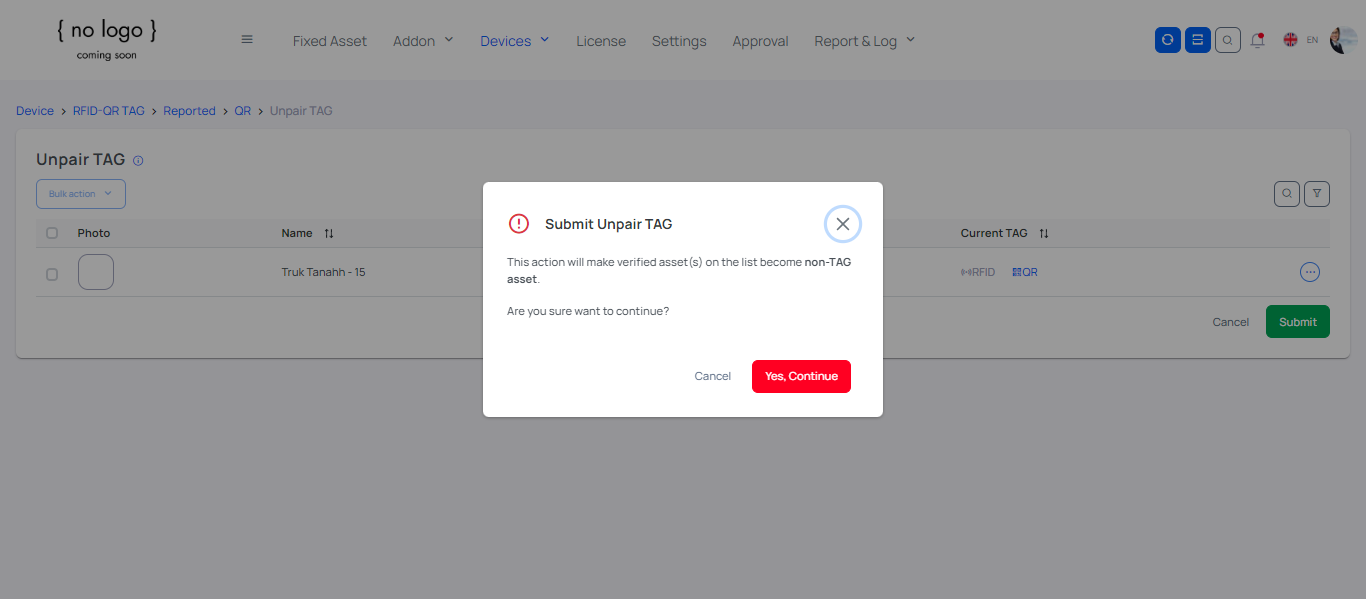 { no logo }
coming soon
Fixed Asset Addon Devices License Settings Approval Report & Log EN
Device > RFID-QR TAG > Reported > QR > Unpair TAG
Unpair TAG
Bulk action
Photo Name Current TAG
Truk Tanahh - 15 RFID QR
Cancel Submit
Submit Unpair TAG
This action will make verified asset(s) on the list become non-TAG
asset.
Are you sure want to continue?
Cancel Yes, Continue